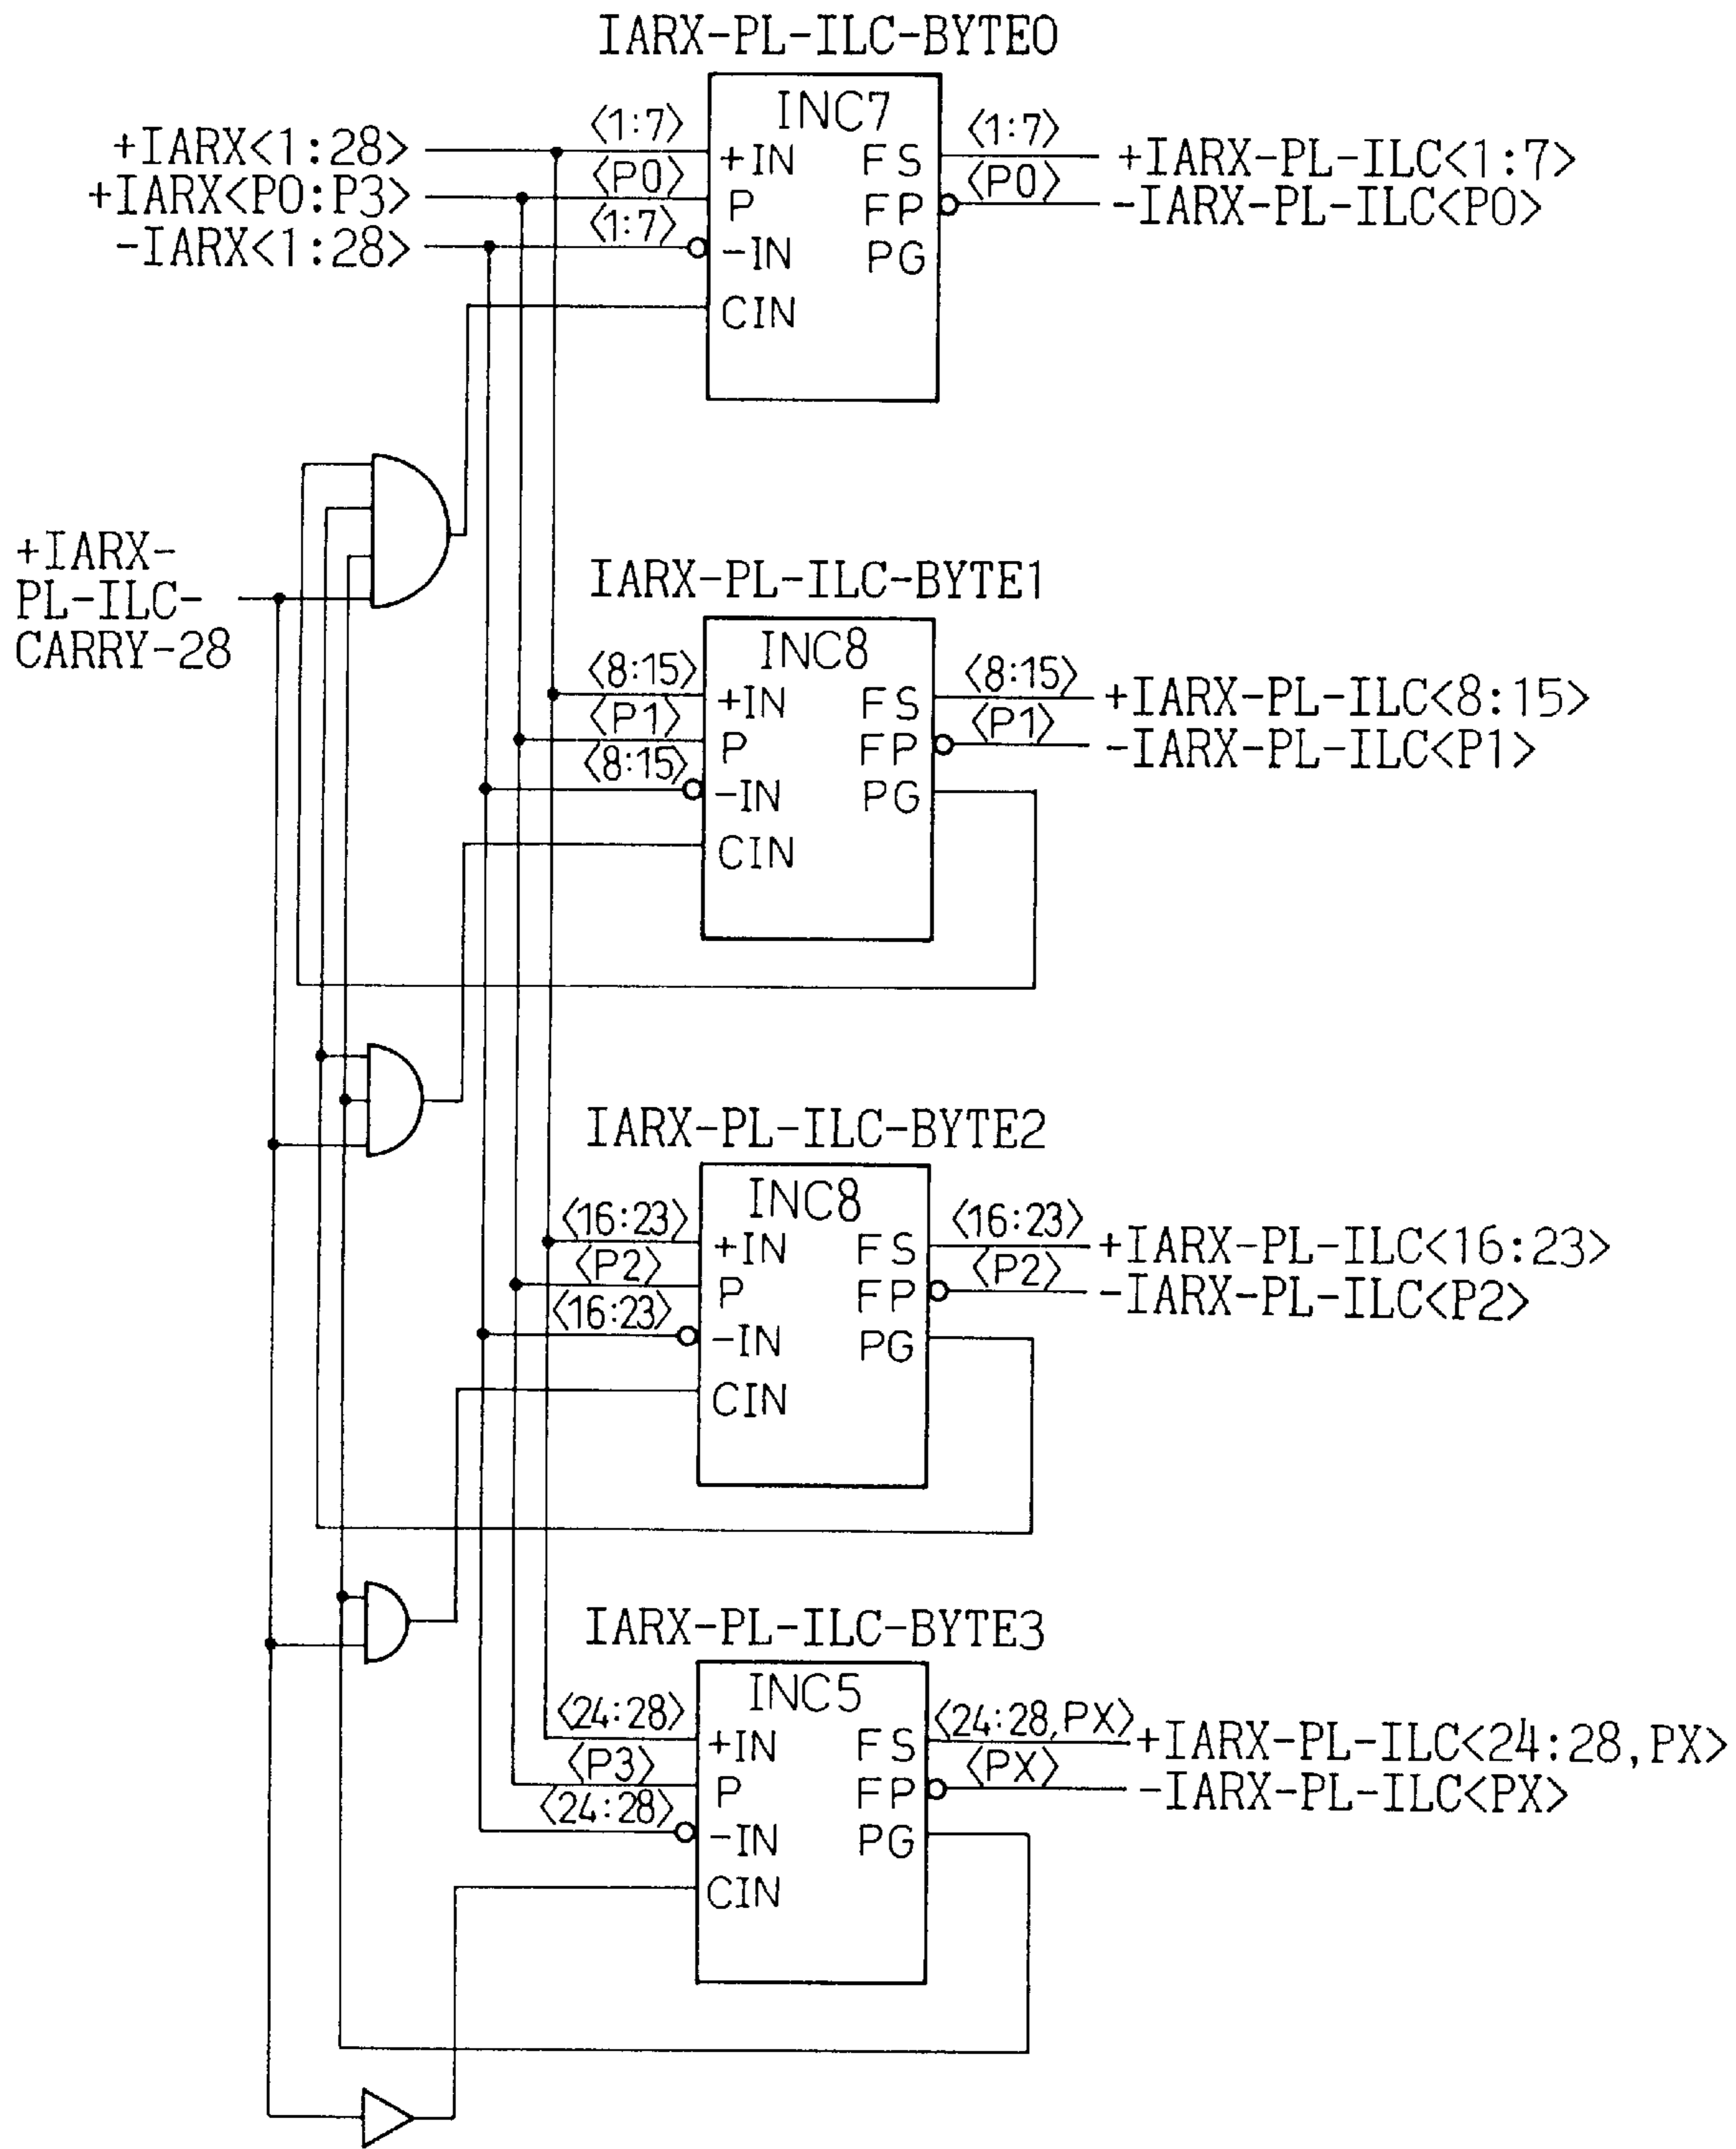 IARX-PL-ILC-BYTE0
INC7
+IARX<1:28>
<1:7>
+IN
FS
<1:7>
+IARX-PL-ILC<1:7>
+IARX<P0:P3>
<P0>
P
FP
<P0>
-IARX-PL-ILC<P0>
-IARX<1:28>
<1:7>
-IN
PG
CIN
+IARX-
PL-ILC-
CARRY-28
IARX-PL-ILC-BYTE1
INC8
<8:15>
+IN
FS
<8:15>
+IARX-PL-ILC<8:15>
<P1>
P
FP
<P1>
-IARX-PL-ILC<P1>
<8:15>
-IN
PG
CIN
IARX-PL-ILC-BYTE2
INC8
<16:23>
+IN
FS
<16:23>
+IARX-PL-ILC<16:23>
<P2>
P
FP
<P2>
-IARX-PL-ILC<P2>
<16:23>
-IN
PG
CIN
IARX-PL-ILC-BYTE3
INC5
<24:28>
+IN
FS
<24:28,PX>
+IARX-PL-ILC<24:28,PX>
<P3>
P
FP
<PX>
-IARX-PL-ILC<PX>
<24:28>
-IN
PG
CIN